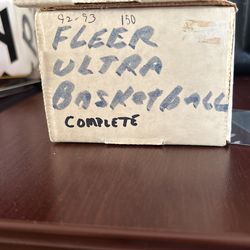 92-93 150
FLEER
ULTRA
BASKETBALL
COMPLETE